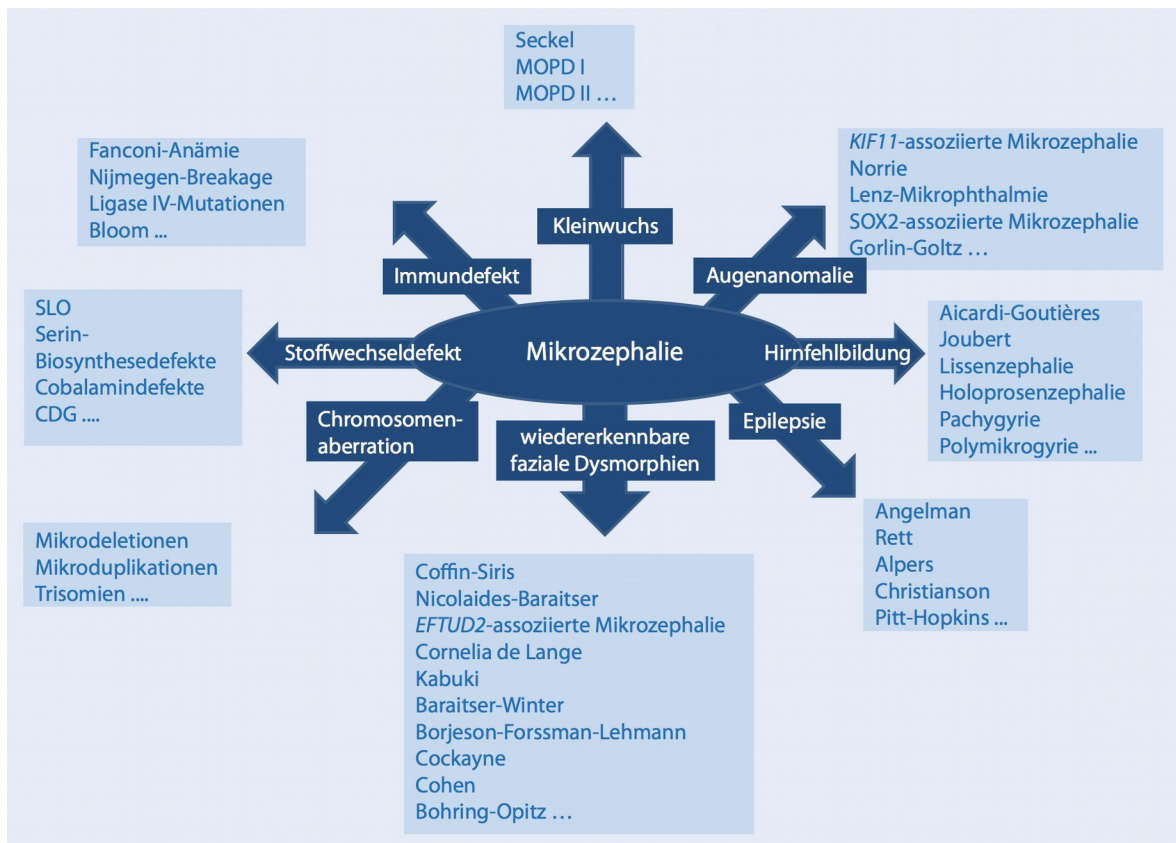 Seckel
MOPD I
MOPD II …
Fanconi-Anämie
Nijmegen-Breakage
Ligase IV-Mutationen
Bloom ...
KIF11-assoziierte Mikrozephalie
Norrie
Lenz-Mikrophthalmie
SOX2-assoziierte Mikrozephalie
Gorlin-Goltz …
Kleinwuchs
Immundefekt
Augenanomalie
SLO
Serin-
Biosynthesedefekte
Cobalamindefekte
CDG ....
Stoffwechseldefekt
Mikrozephalie
Hirnfehlbildung
Aicardi-Goutières
Joubert
Lissenzephalie
Holoprosenzephalie
Pachygyrie
Polymikrogyrie ...
Chromosomen-
aberration
wiedererkennbare
faziale Dysmorphien
Epilepsie
Mikrodeletionen
Mikroduplikationen
Trisomien ....
Coffin-Siris
Nicolaides-Baraitser
EFTUD2-assoziierte Mikrozephalie
Cornelia de Lange
Kabuki
Baraitser-Winter
Borjeson-Forssman-Lehmann
Cockayne
Cohen
Bohring-Opitz …
Angelman
Rett
Alpers
Christianson
Pitt-Hopkins ...